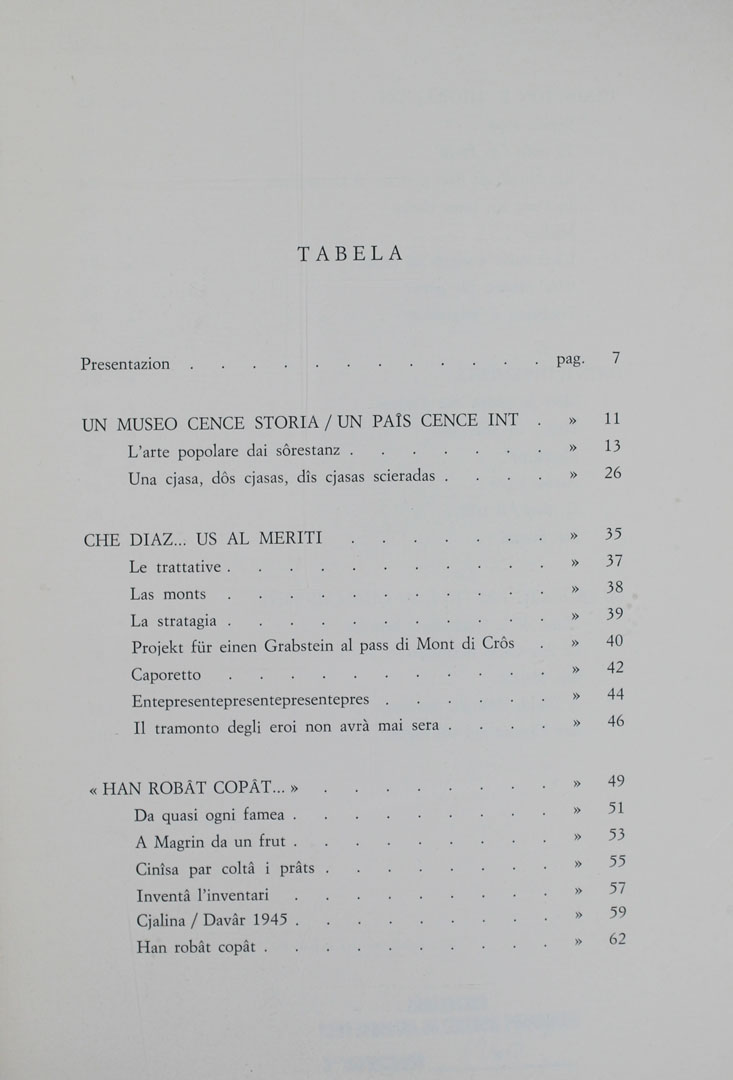 TABELA
Presentazion . . . . . . . . . . . . pag. 7
UN MUSEO CENCE STORIA / UN PAÎS CENCE INT . » 11
L'arte popolare dai sôrestanz . . . . . . . » 13
Una cjasa, dôs cjasas, dîs cjasas scieradas . . . . » 26
CHE DIAZ... US AL MERITI . . . . . . . » 35
Le trattative . . . . . . . . . . . » 37
Las monts . . . . . . . . . . . » 38
La stratagia . . . . . . . . . . . » 39
Projekt für einen Grabstein al pass di Mont di Crôs . » 40
Caporetto . . . . . . . . . . . » 42
Entepresentepresentepresentepres . . . . . . » 44
Il tramonto degli eroi non avrà mai sera . . . . » 46
« HAN ROBÂT COPÂT... » . . . . . . . . » 49
Da quasi ogni famea . . . . . . . . . » 51
A Magrin da un frut . . . . . . . . . » 53
Cinîsa par coltâ i prâts . . . . . . . . » 55
Inventâ l'inventari . . . . . . . . . » 57
Cjalina / Davâr 1945 . . . . . . . . . » 59
Han robât copât . . . . . . . . . . » 62